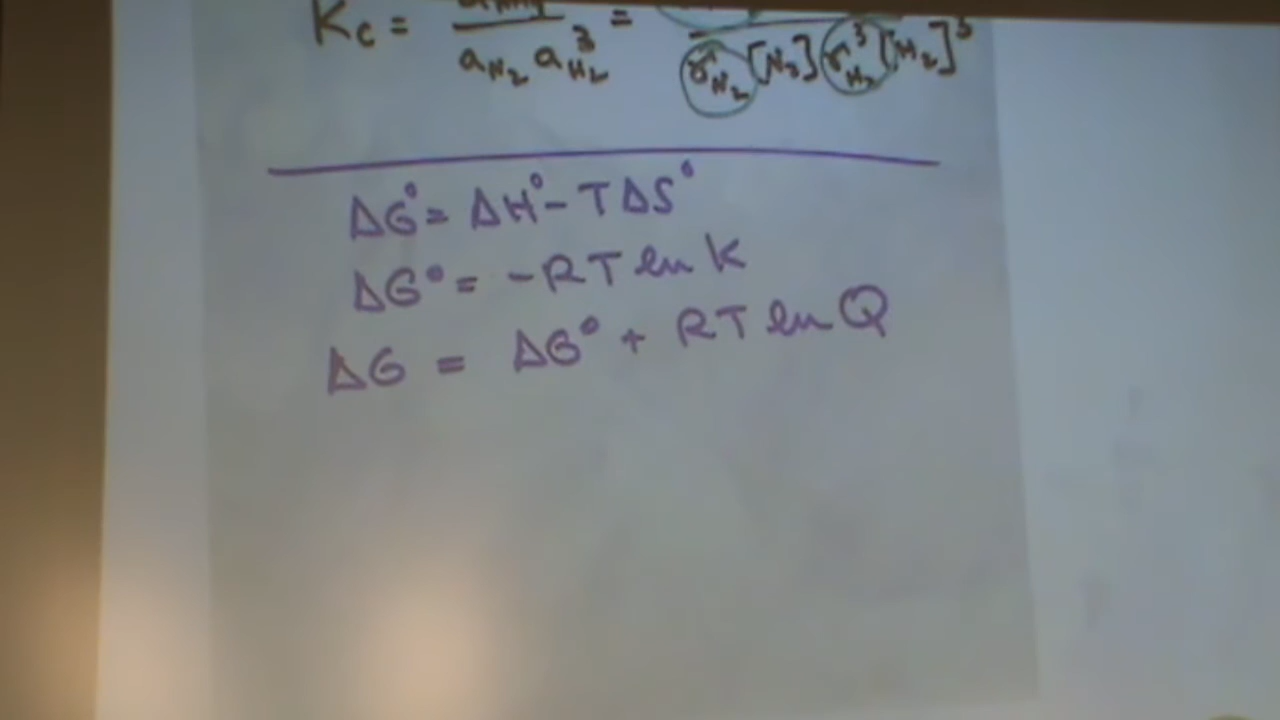 Kc = / a_N2 a_H2^3 = / γ_N2 [N2] γ_H2^3 [H2]^3
ΔG° = ΔH° - TΔS°
ΔG° = -RT ln K
ΔG = ΔG° + RT ln Q